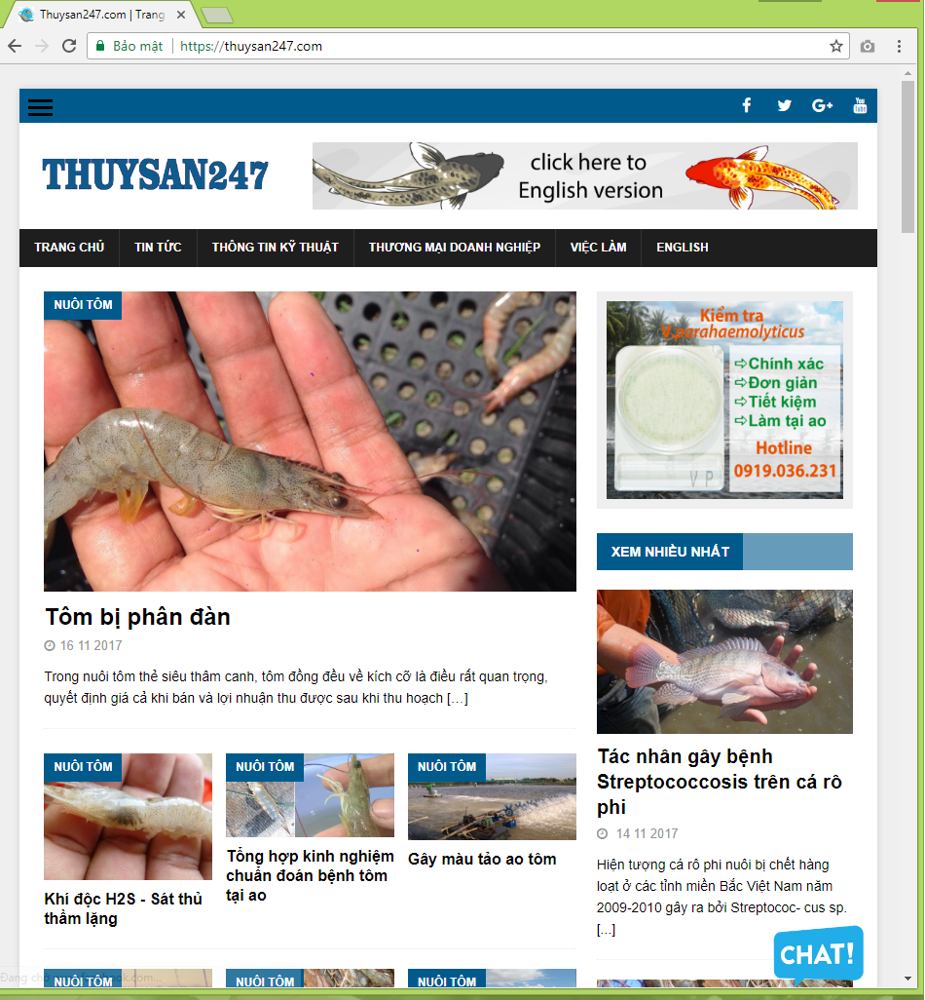 Thuysan247.com | Trang
Bảo mật
https://thuysan247.com
THUYSAN247
click here to
English version
TRANG CHỦ
TIN TỨC
THÔNG TIN KỸ THUẬT
THƯƠNG MẠI DOANH NGHIỆP
VIỆC LÀM
ENGLISH
NUÔI TÔM
Tôm bị phân đàn
16 11 2017
Trong nuôi tôm thẻ siêu thâm canh, tôm đồng đều về kích cỡ là điều rất quan trọng,
quyết định giá cả khi bán và lợi nhuận thu được sau khi thu hoạch […]
NUÔI TÔM
Khí độc H2S - Sát thủ
thầm lặng
NUÔI TÔM
Tổng hợp kinh nghiệm
chuẩn đoán bệnh tôm
tại ao
NUÔI TÔM
Gây màu tảo ao tôm
NUÔI TÔM
NUÔI TÔM
NUÔI TÔM
Kiểm tra
V.parahaemolyticus
⇨Chính xác
⇨Đơn giản
⇨Tiết kiệm
⇨Làm tại ao
Hotline
0919.036.231
V P
XEM NHIỀU NHẤT
Tác nhân gây bệnh
Streptococcosis trên cá rô
phi
14 11 2017
Hiện tượng cá rô phi nuôi bị chết hàng
loạt ở các tỉnh miền Bắc Việt Nam năm
2009-2010 gây ra bởi Streptococ- cus sp.
[…]
CHAT!